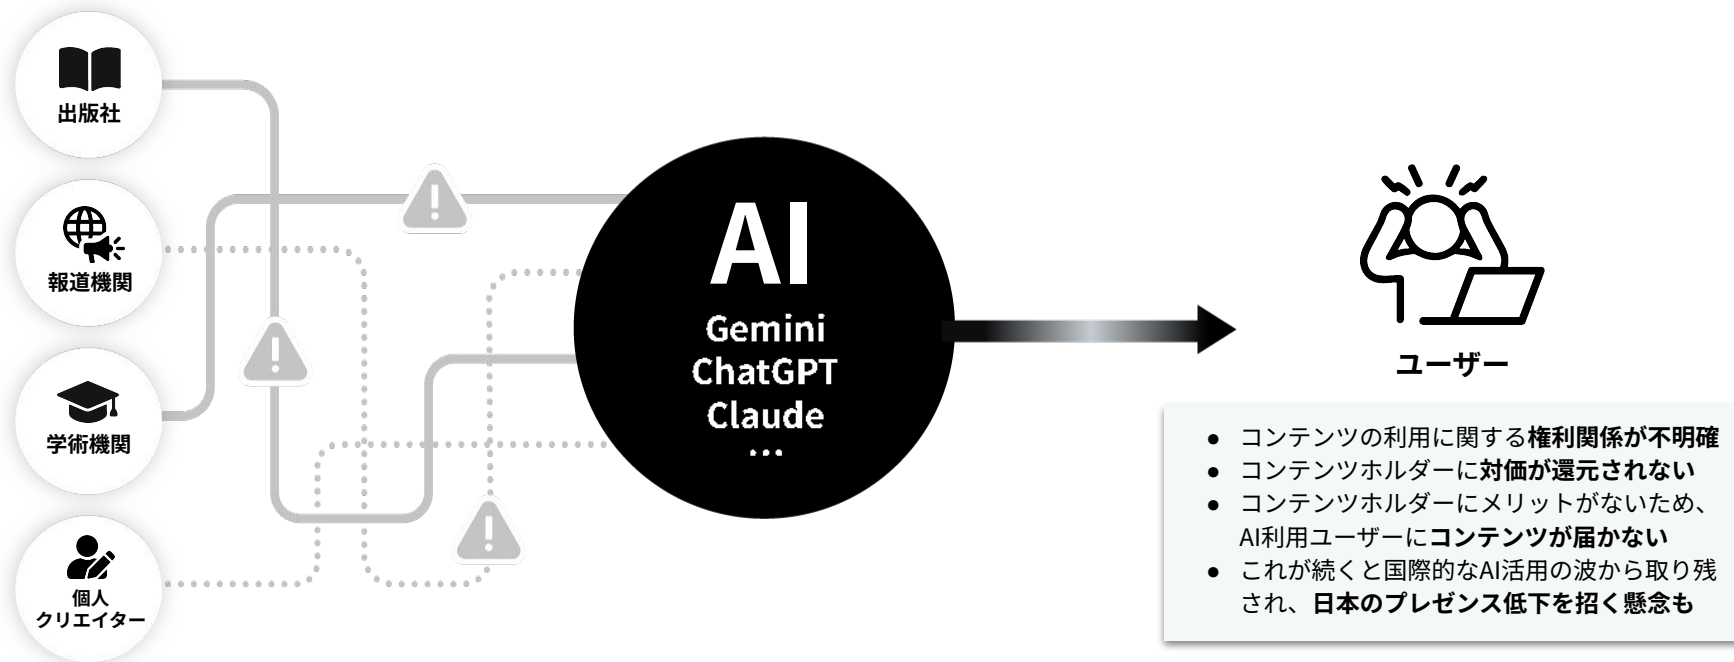 出版社
報道機関
学術機関
個人
クリエイター
AI
Gemini
ChatGPT
Claude
...
ユーザー
● コンテンツの利用に関する権利関係が不明確
● コンテンツホルダーに対価が還元されない
● コンテンツホルダーにメリットがないため、
AI利用ユーザーにコンテンツが届かない
● これが続くと国際的なAI活用の波から取り残
され、日本のプレゼンス低下を招く懸念も